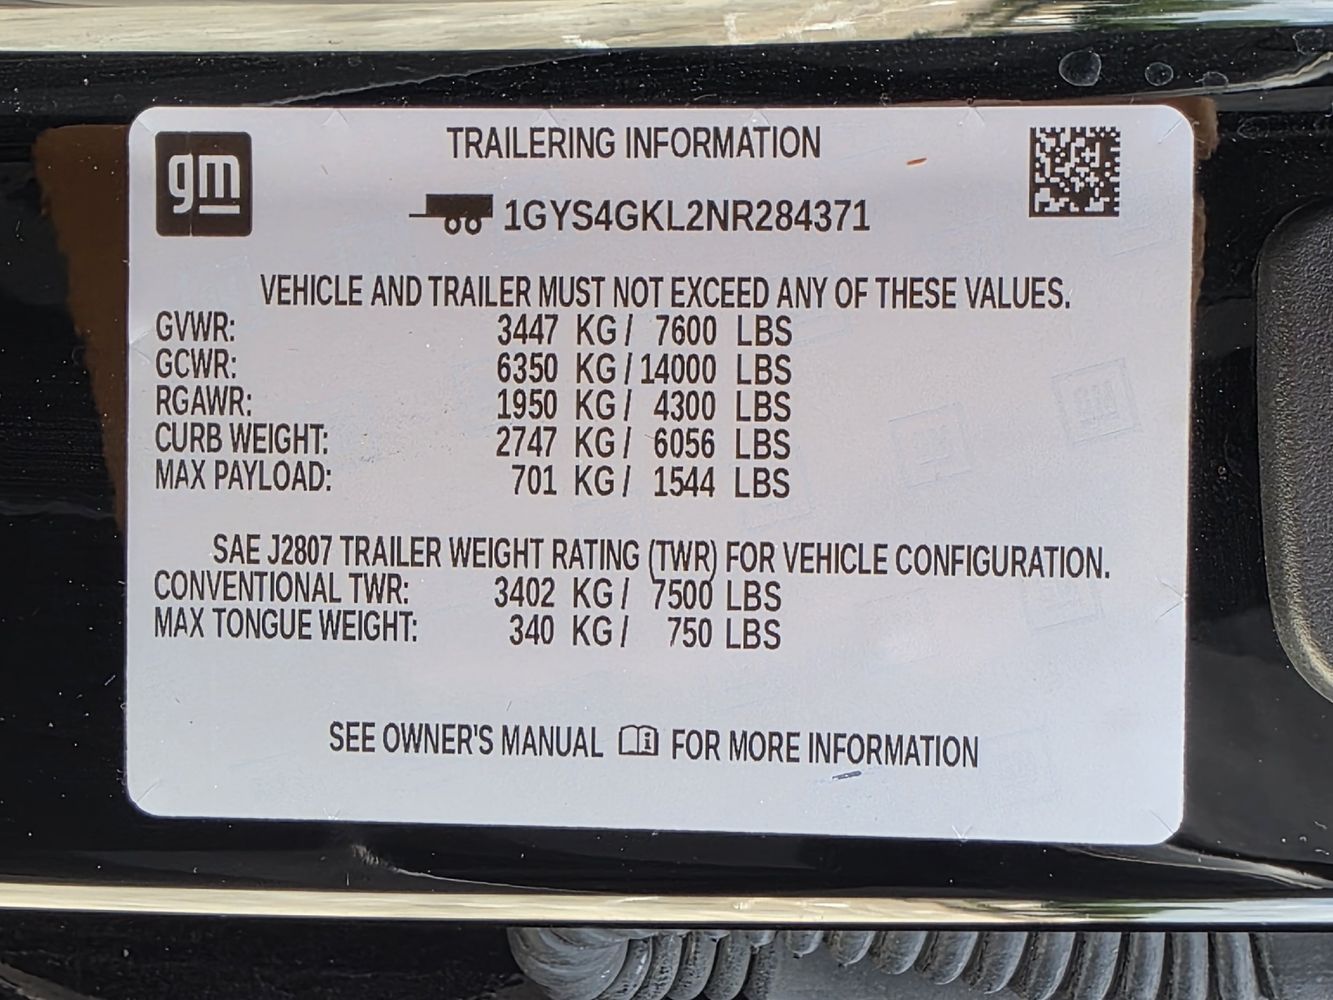 gm
TRAILERING INFORMATION
1GYS4GKL2NR284371
VEHICLE AND TRAILER MUST NOT EXCEED ANY OF THESE VALUES.
GVWR: 3447 KG / 7600 LBS
GCWR: 6350 KG / 14000 LBS
RGAWR: 1950 KG / 4300 LBS
CURB WEIGHT: 2747 KG / 6056 LBS
MAX PAYLOAD: 701 KG / 1544 LBS
SAE J2807 TRAILER WEIGHT RATING (TWR) FOR VEHICLE CONFIGURATION.
CONVENTIONAL TWR: 3402 KG / 7500 LBS
MAX TONGUE WEIGHT: 340 KG / 750 LBS
SEE OWNER'S MANUAL FOR MORE INFORMATION